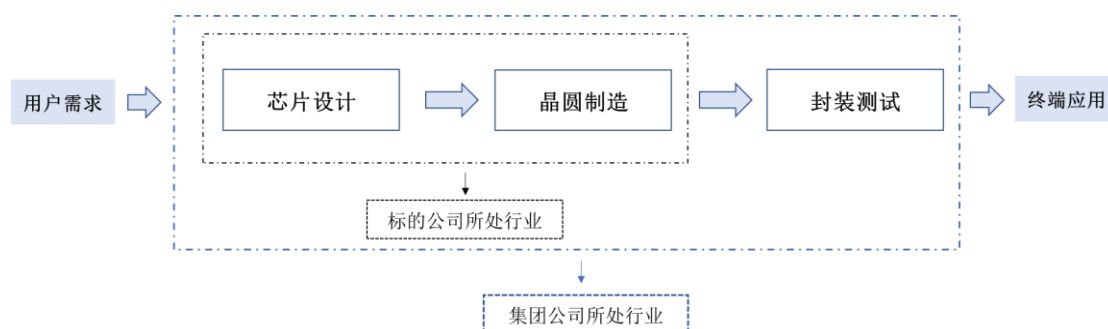 用户需求
芯片设计
晶圆制造
封装测试
终端应用
标的公司所处行业
集团公司所处行业